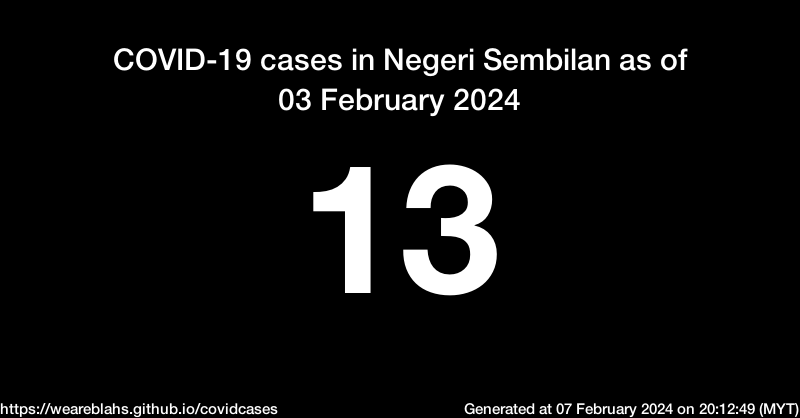 COVID-19 cases in Negeri Sembilan as of
03 February 2024
13
https://weareblahs.github.io/covidcases
Generated at 07 February 2024 on 20:12:49 (MYT)